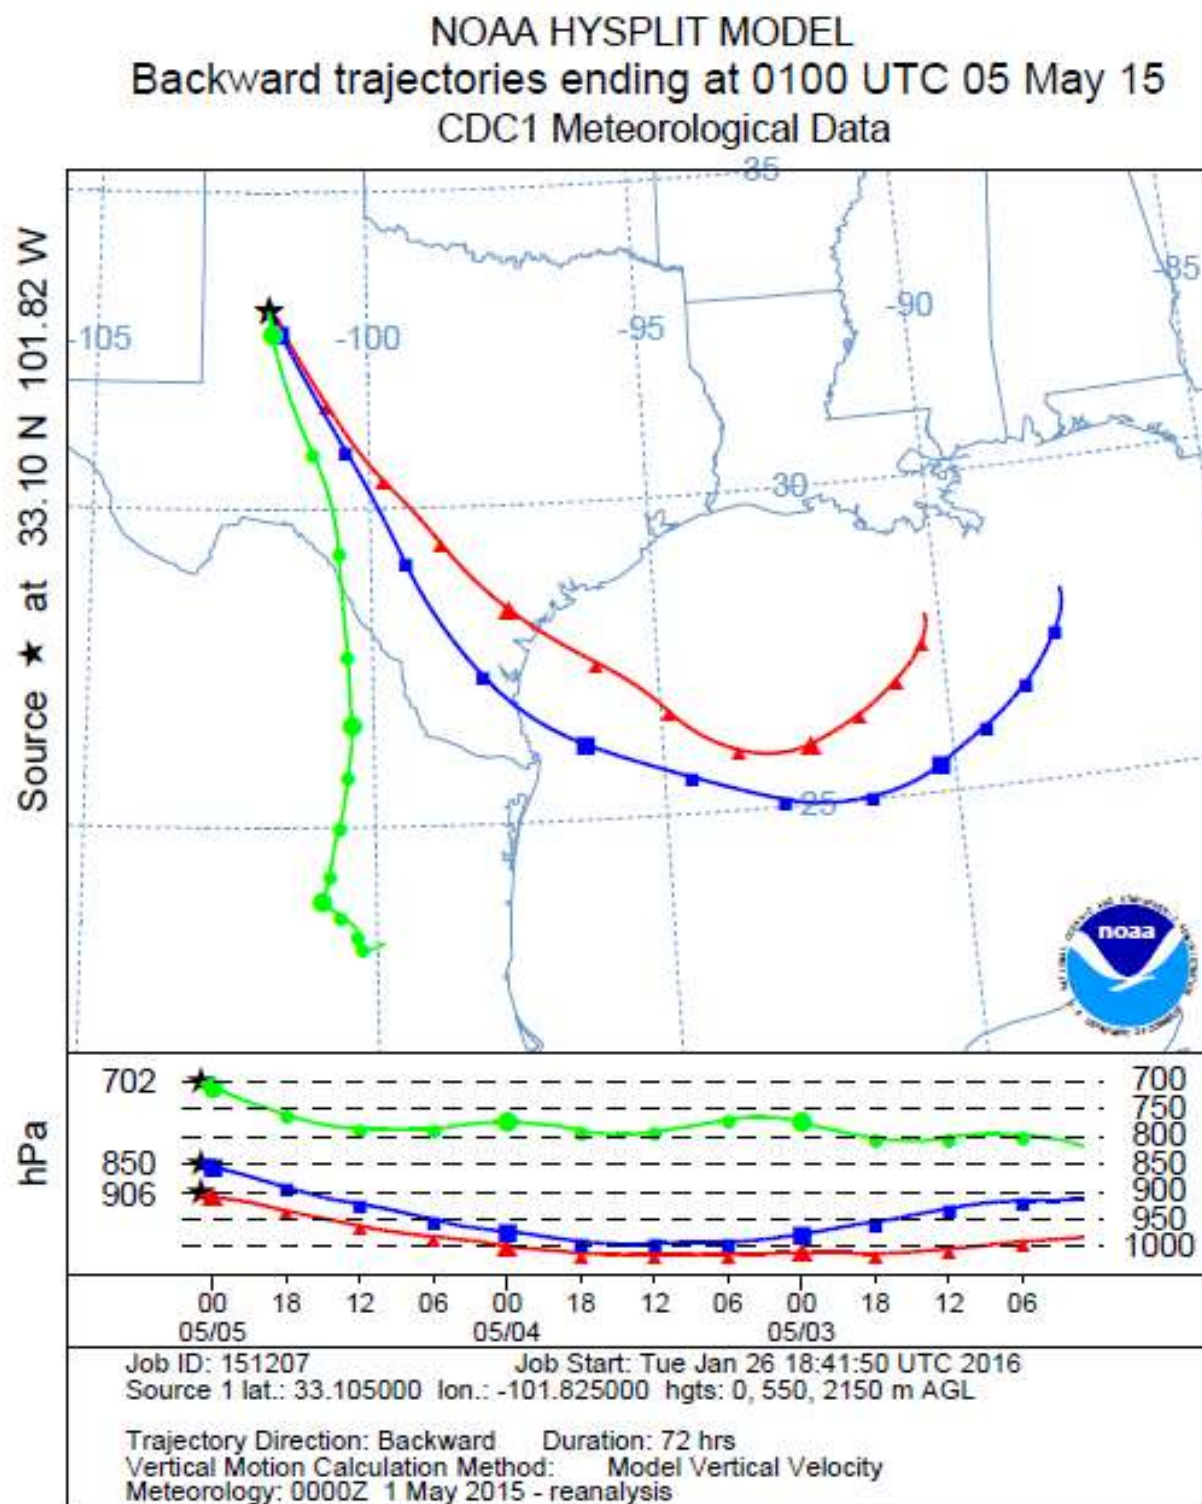 NOAA HYSPLIT MODEL
Backward trajectories ending at 0100 UTC 05 May 15
CDC1 Meteorological Data
Source ★ at 33.10 N 101.82 W
35
-85
-90
-95
-100
-105
30
25
noaa
hPa
702
700
750
800
850
850
906
900
950
1000
00 18 12 06 00 18 12 06 00 18 12 06
05/05 05/04 05/03
Job ID: 151207 Job Start: Tue Jan 26 18:41:50 UTC 2016
Source 1 lat.: 33.105000 lon.: -101.825000 hgts: 0, 550, 2150 m AGL
Trajectory Direction: Backward Duration: 72 hrs
Vertical Motion Calculation Method: Model Vertical Velocity
Meteorology: 0000Z 1 May 2015 - reanalysis